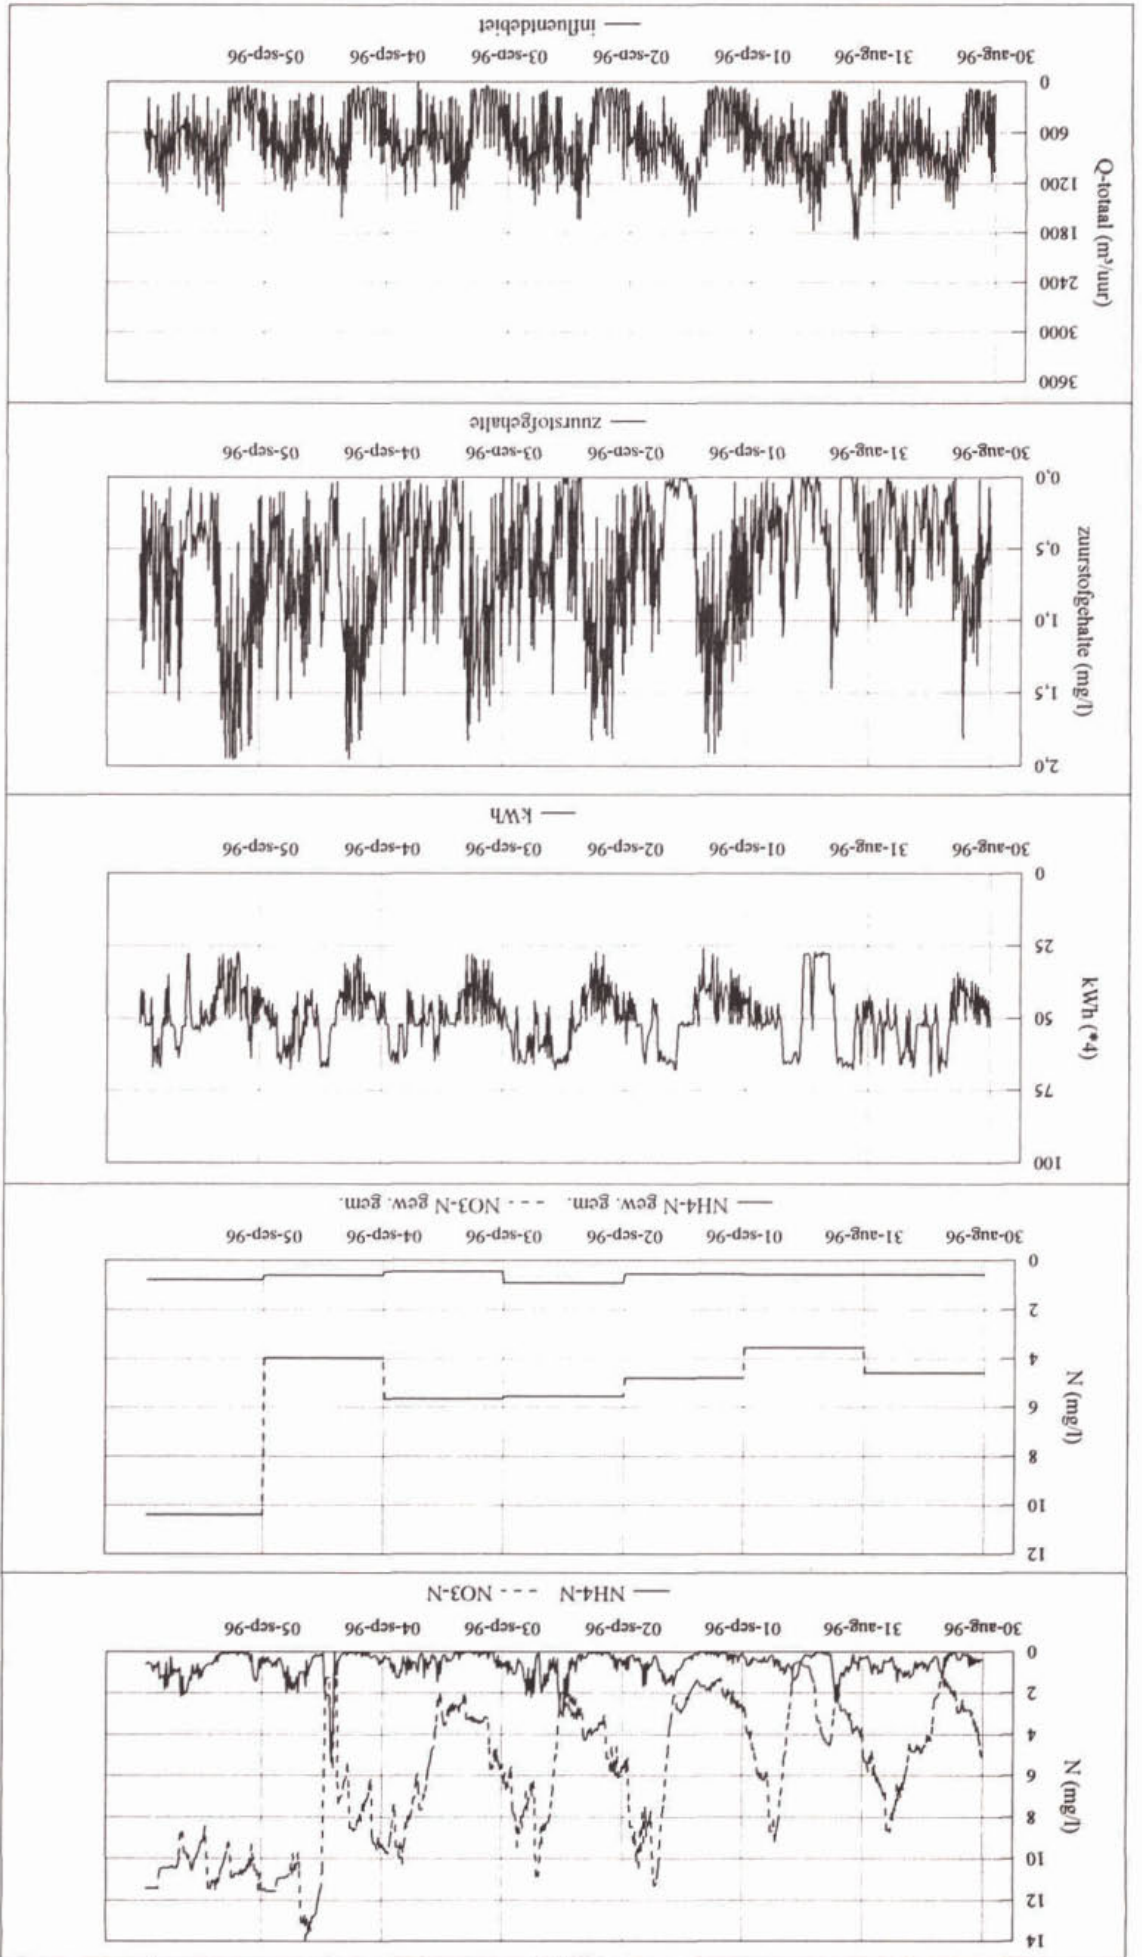 N (mg/l)
14
12
10
8
6
4
2
0
30-aug-96 31-aug-96 01-sep-96 02-sep-96 03-sep-96 04-sep-96 05-sep-96
NH4-N NO3-N
N (mg/l)
12
10
8
6
4
2
0
30-aug-96 31-aug-96 01-sep-96 02-sep-96 03-sep-96 04-sep-96 05-sep-96
NH4-N gew. gem. NO3-N gew. gem.
kWh (*4)
100
75
50
25
0
30-aug-96 31-aug-96 01-sep-96 02-sep-96 03-sep-96 04-sep-96 05-sep-96
kWh
zuurstofgehalte (mg/l)
2,0
1,5
1,0
0,5
0,0
30-aug-96 31-aug-96 01-sep-96 02-sep-96 03-sep-96 04-sep-96 05-sep-96
zuurstofgehalte
Q-totaal (m³/uur)
3600
3000
2400
1800
1200
600
0
30-aug-96 31-aug-96 01-sep-96 02-sep-96 03-sep-96 04-sep-96 05-sep-96
influentdebiet